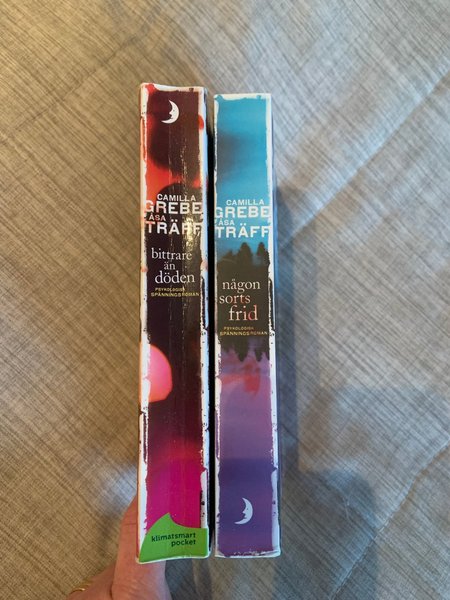 CAMILLA
GREBE
ÅSA
TRÄFF
bittrare
än
döden
PSYKOLOGISK
SPÄNNINGSROMAN
klimatsmart
pocket
CAMILLA
GREBE
ÅSA
TRÄFF
någon
sorts
frid
PSYKOLOGISK
SPÄNNINGSROMAN